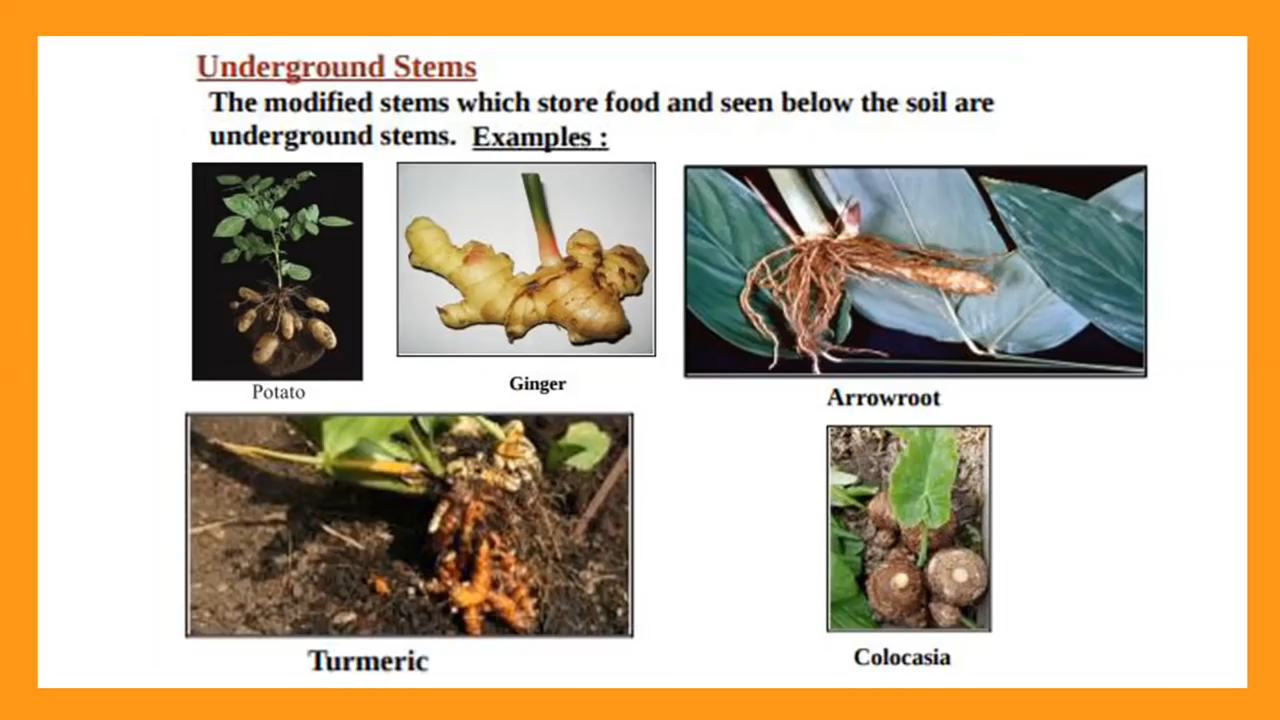 Underground Stems
The modified stems which store food and seen below the soil are
underground stems. Examples :
Potato
Ginger
Arrowroot
Turmeric
Colocasia